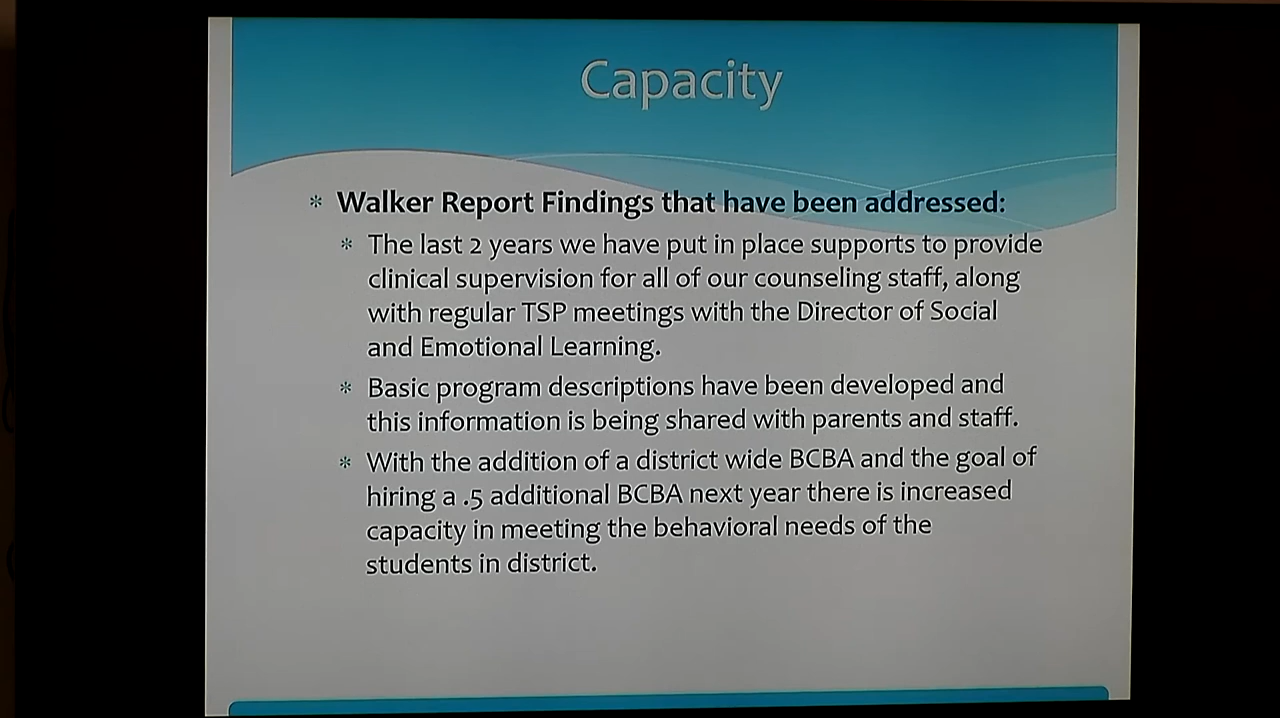 Capacity
* Walker Report Findings that have been addressed:
* The last 2 years we have put in place supports to provide
clinical supervision for all of our counseling staff, along
with regular TSP meetings with the Director of Social
and Emotional Learning.
* Basic program descriptions have been developed and
this information is being shared with parents and staff.
* With the addition of a district wide BCBA and the goal of
hiring a .5 additional BCBA next year there is increased
capacity in meeting the behavioral needs of the
students in district.